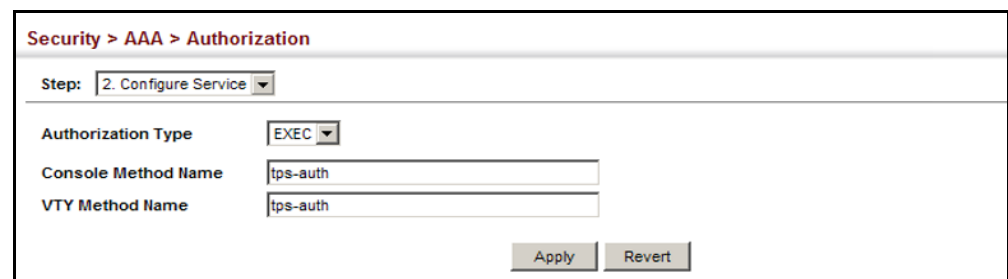 Security > AAA > Authorization
Step: 2. Configure Service
Authorization Type EXEC
Console Method Name tps-auth
VTY Method Name tps-auth
Apply Revert